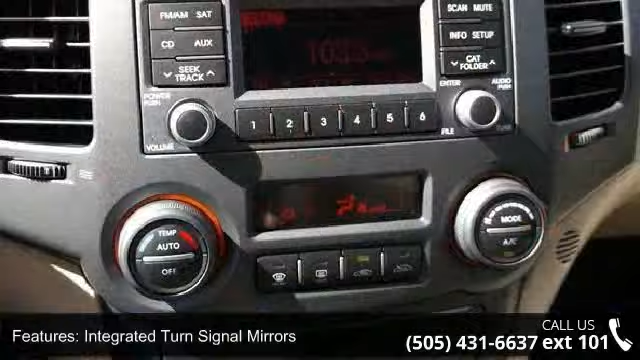 FM/AM SAT
SCAN MUTE
CD AUX
INFO SETUP
SEEK
TRACK
CAT
FOLDER
POWER
PUSH
ENTER
AUDIO
PUSH
VOLUME
1 2 3 4 5 6
FILE
TEMP
AUTO
OFF
MODE
A/C
Features: Integrated Turn Signal Mirrors
CALL US
(505) 431-6637 ext 101